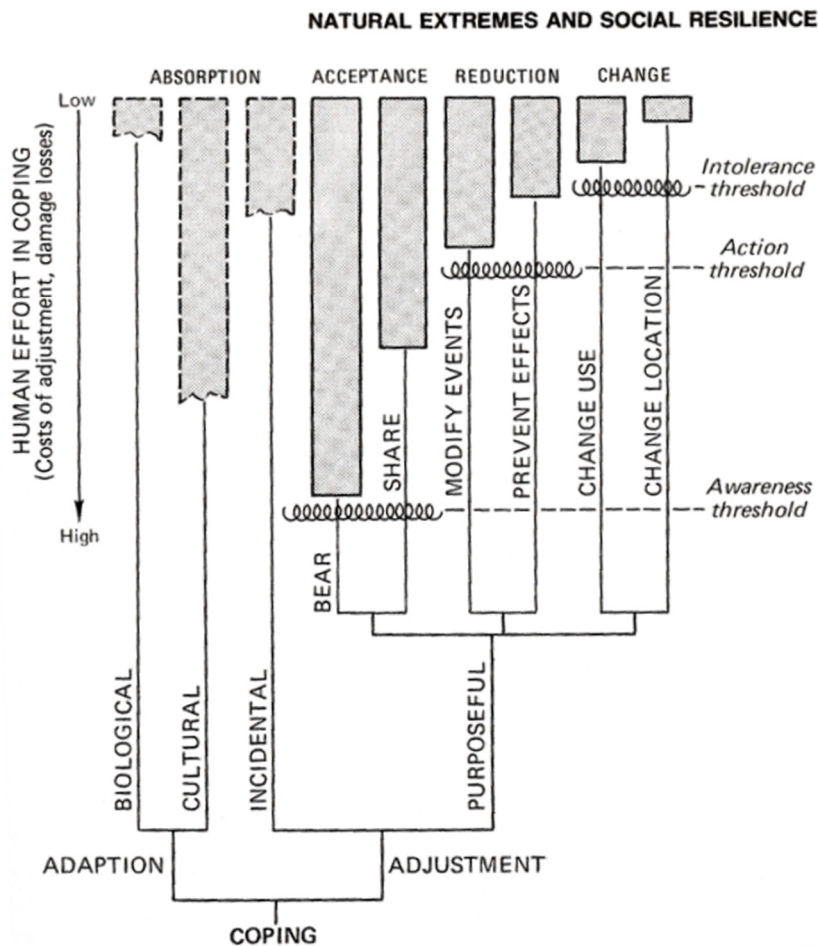 NATURAL EXTREMES AND SOCIAL RESILIENCE
ABSORPTION
ACCEPTANCE
REDUCTION
CHANGE
Low
High
HUMAN EFFORT IN COPING
(Costs of adjustment, damage losses)
Intolerance
threshold
Action
threshold
Awareness
threshold
BEAR
SHARE
MODIFY EVENTS
PREVENT EFFECTS
CHANGE USE
CHANGE LOCATION
BIOLOGICAL
CULTURAL
INCIDENTAL
PURPOSEFUL
ADAPTION
ADJUSTMENT
COPING